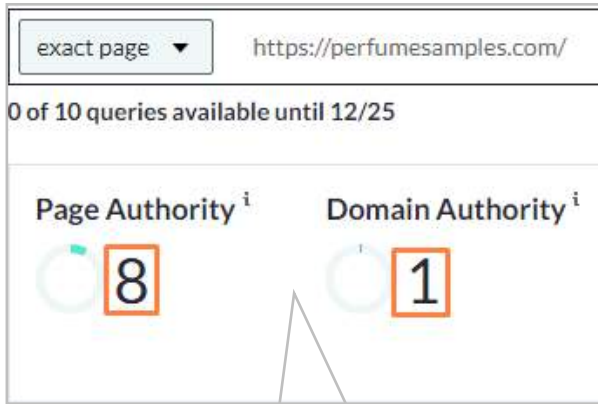 exact page ▼ https://perfumesamples.com/
0 of 10 queries available until 12/25
Page Authority i Domain Authority i
8 1